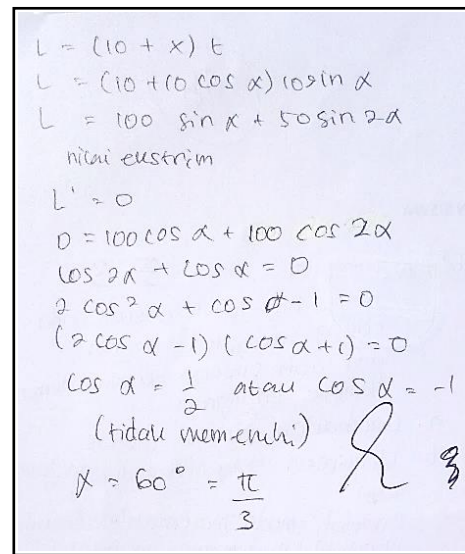 L = (10 + x) t
L = (10 + 10 cos α) 10 sin α
L = 100 sin α + 50 sin 2α
nilai ekstrim
L' = 0
0 = 100 cos α + 100 cos 2α
cos 2α + cos α = 0
2 cos² α + cos α - 1 = 0
(2 cos α - 1) (cos α + 1) = 0
cos α = 1/2 atau cos α = -1
(tidak memenuhi)
α = 60° = π/3